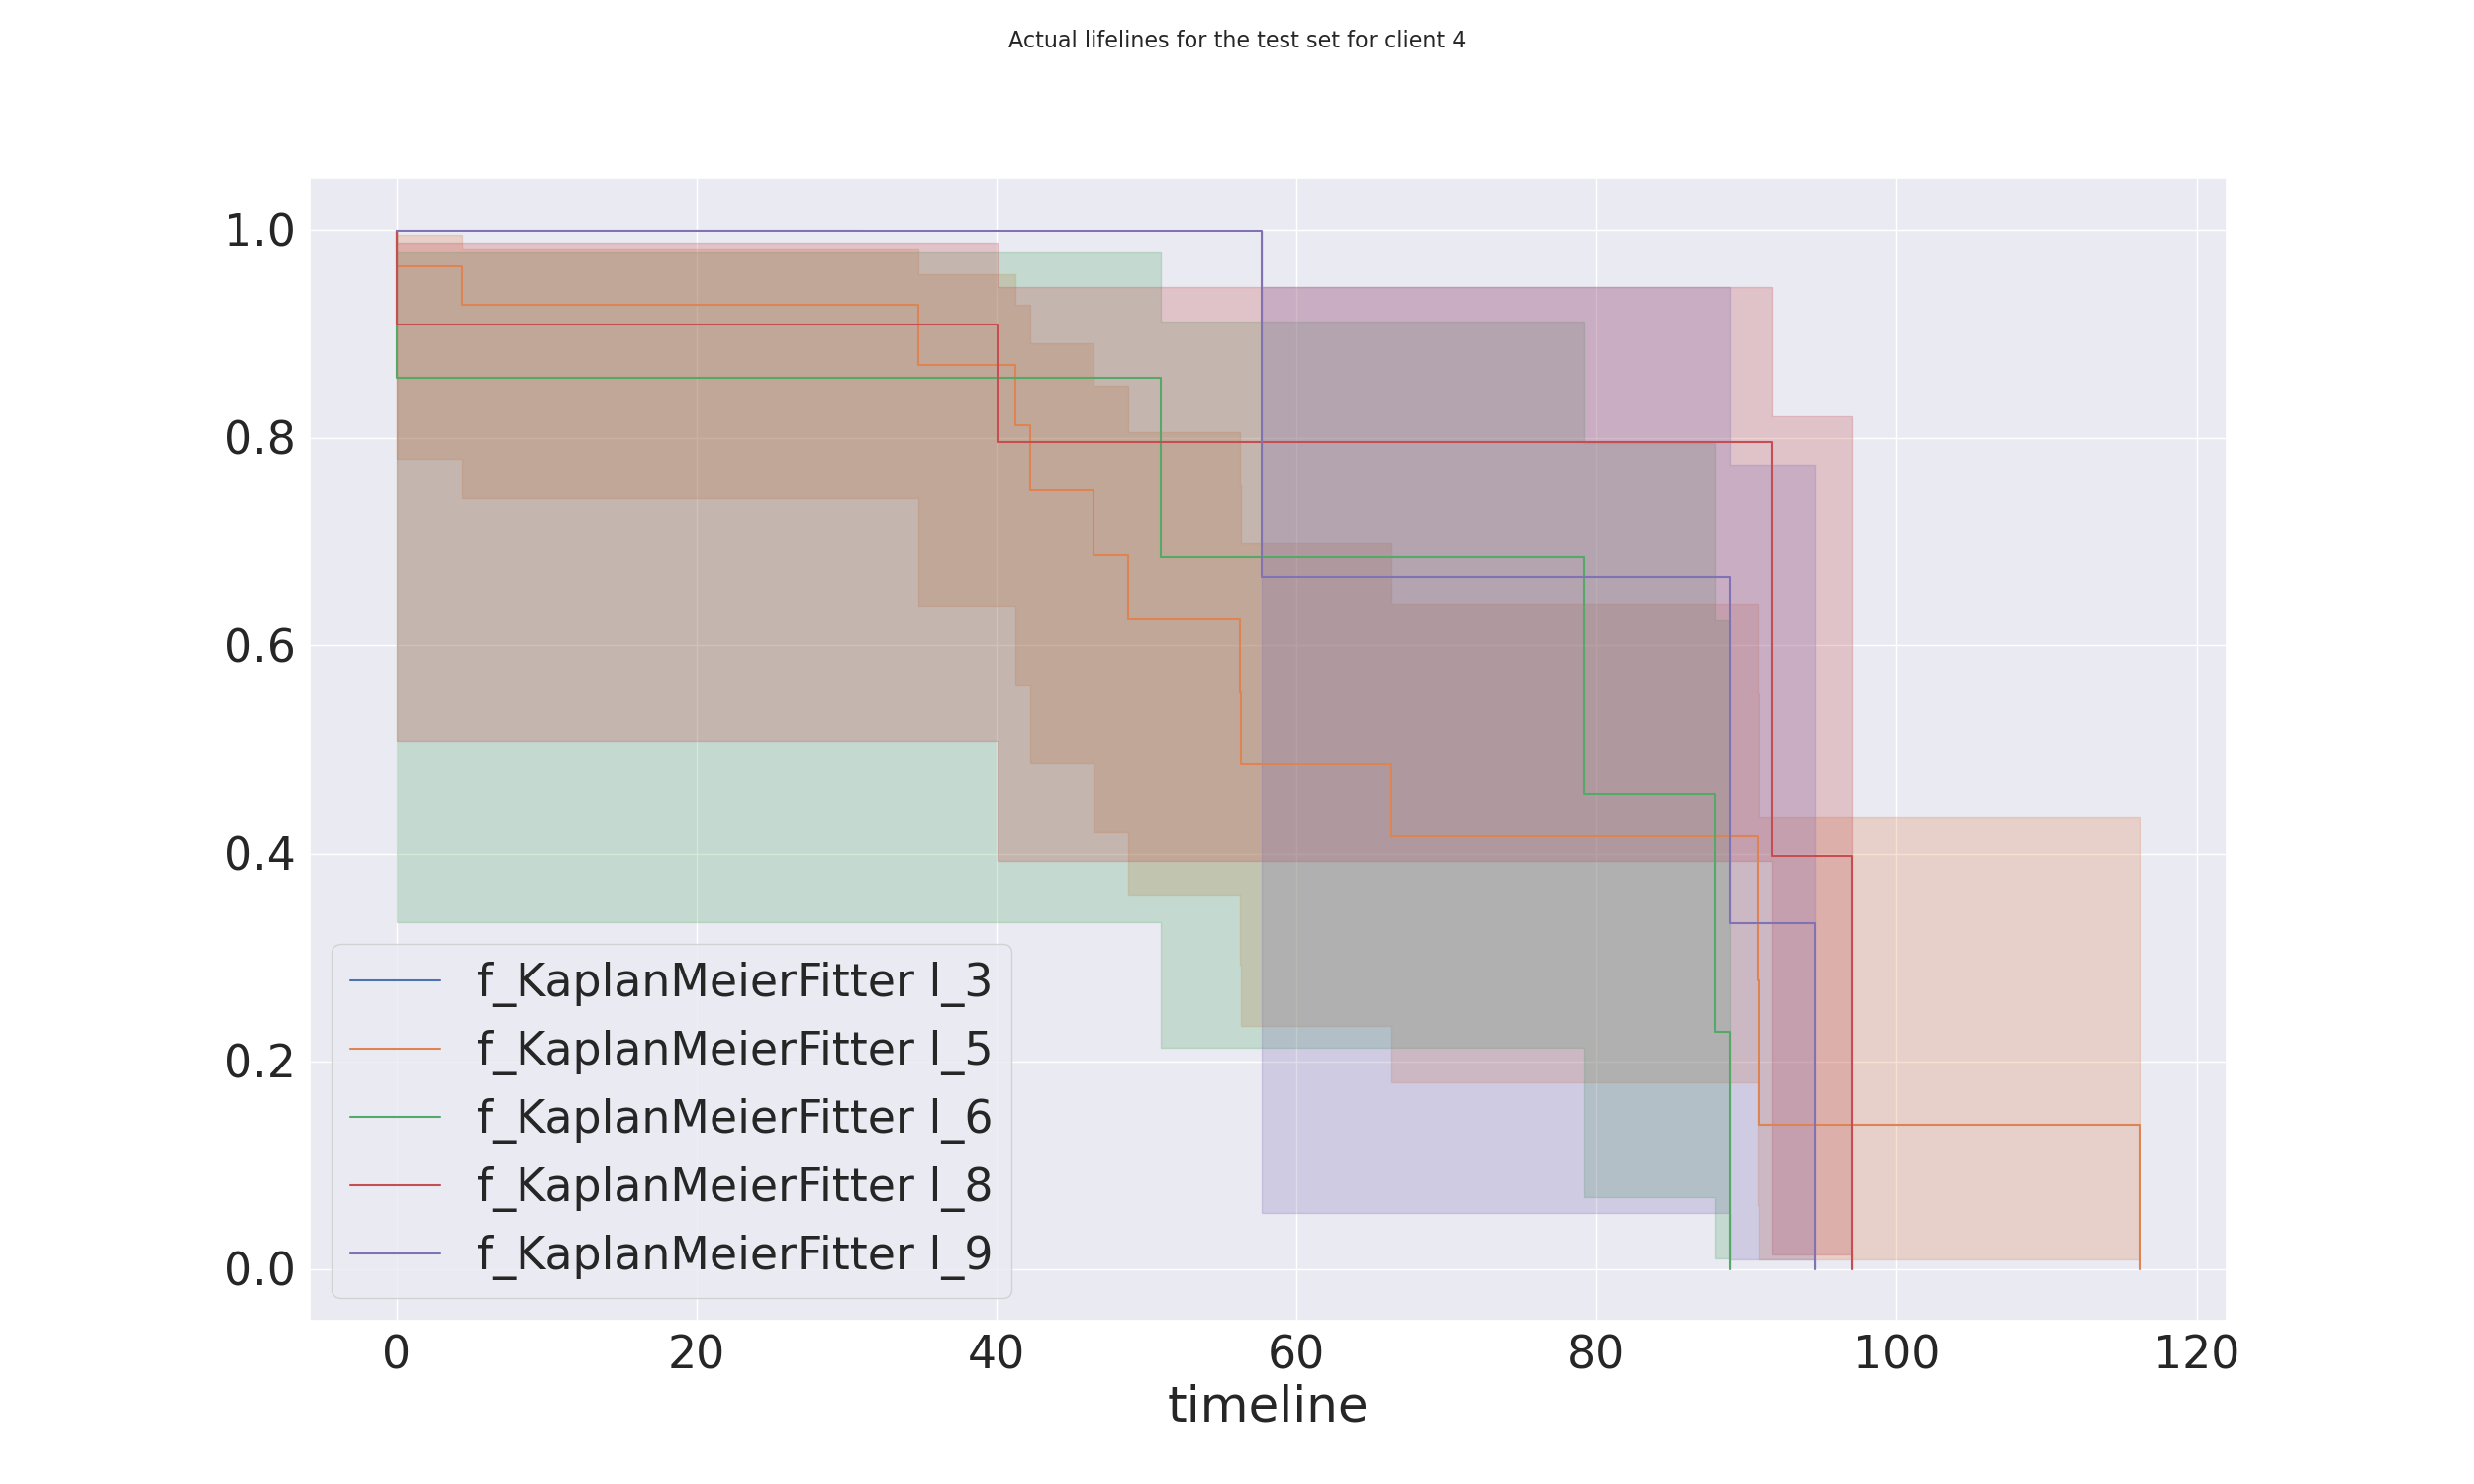 Actual lifelines for the test set for client 4
1.0
0.8
0.6
0.4
0.2
0.0
f_KaplanMeierFitter l_3
f_KaplanMeierFitter l_5
f_KaplanMeierFitter l_6
f_KaplanMeierFitter l_8
f_KaplanMeierFitter l_9
0 20 40 60 80 100 120
timeline